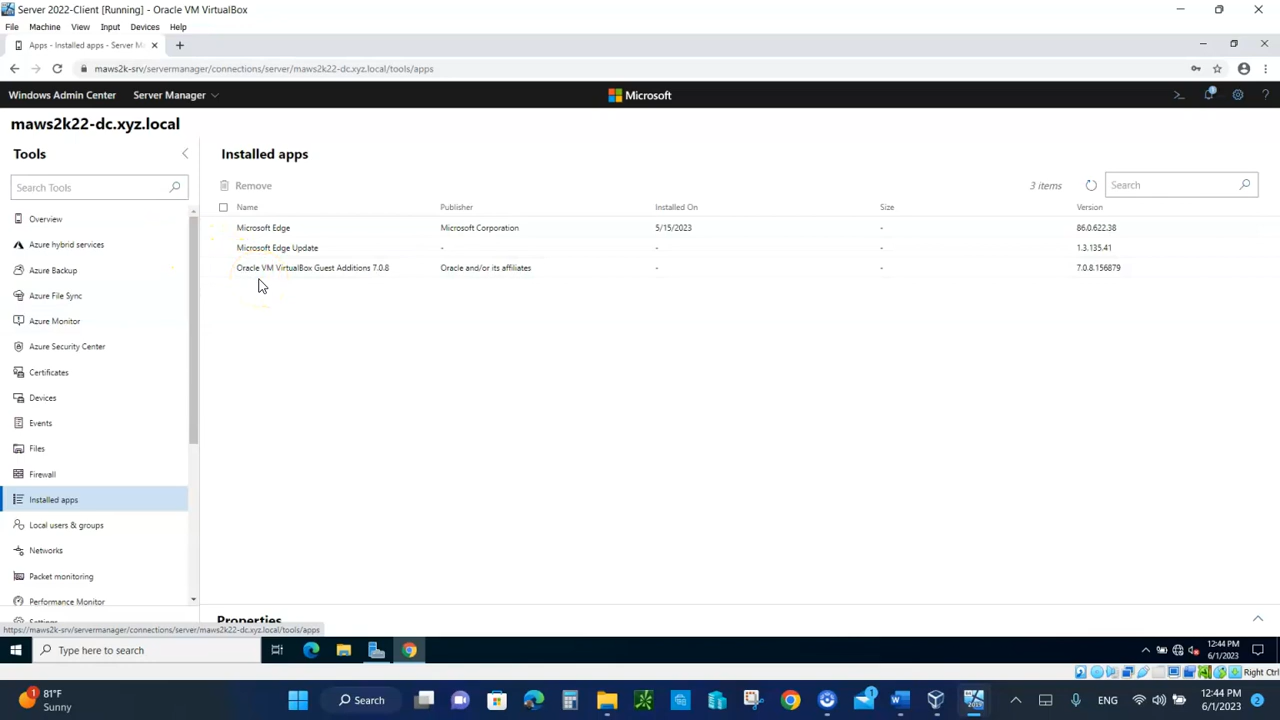 Server 2022-Client [Running] - Oracle VM VirtualBox
File Machine View Input Devices Help
Apps - Installed apps - Server Ma
maws2k-srv/servermanager/connections/server/maws2k22-dc.xyz.local/tools/apps
Windows Admin Center Server Manager Microsoft
maws2k22-dc.xyz.local
Tools
Search Tools
Overview
Azure hybrid services
Azure Backup
Azure File Sync
Azure Monitor
Azure Security Center
Certificates
Devices
Events
Files
Firewall
Installed apps
Local users & groups
Networks
Packet monitoring
Performance Monitor
Settings
Installed apps
Remove 3 items Search
Name Publisher Installed On Size Version
Microsoft Edge Microsoft Corporation 5/15/2023 - 86.0.622.38
Microsoft Edge Update - - - 1.3.135.41
Oracle VM VirtualBox Guest Additions 7.0.8 Oracle and/or its affiliates - - 7.0.8.156879
Properties
https://maws2k-srv/servermanager/connections/server/maws2k22-dc.xyz.local/tools/apps
Type here to search
12:44 PM
6/1/2023
Right Ctrl
1
81°F
Sunny
Search
1
2019
ENG
12:44 PM
6/1/2023
2